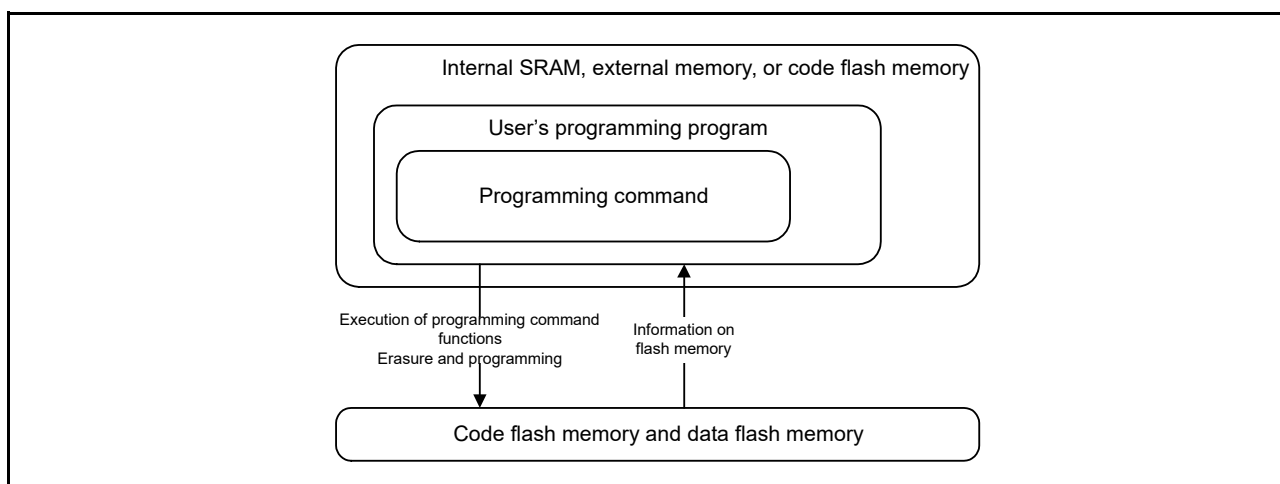 Internal SRAM, external memory, or code flash memory
User’s programming program
Programming command
Execution of programming command
functions
Erasure and programming
Information on
flash memory
Code flash memory and data flash memory